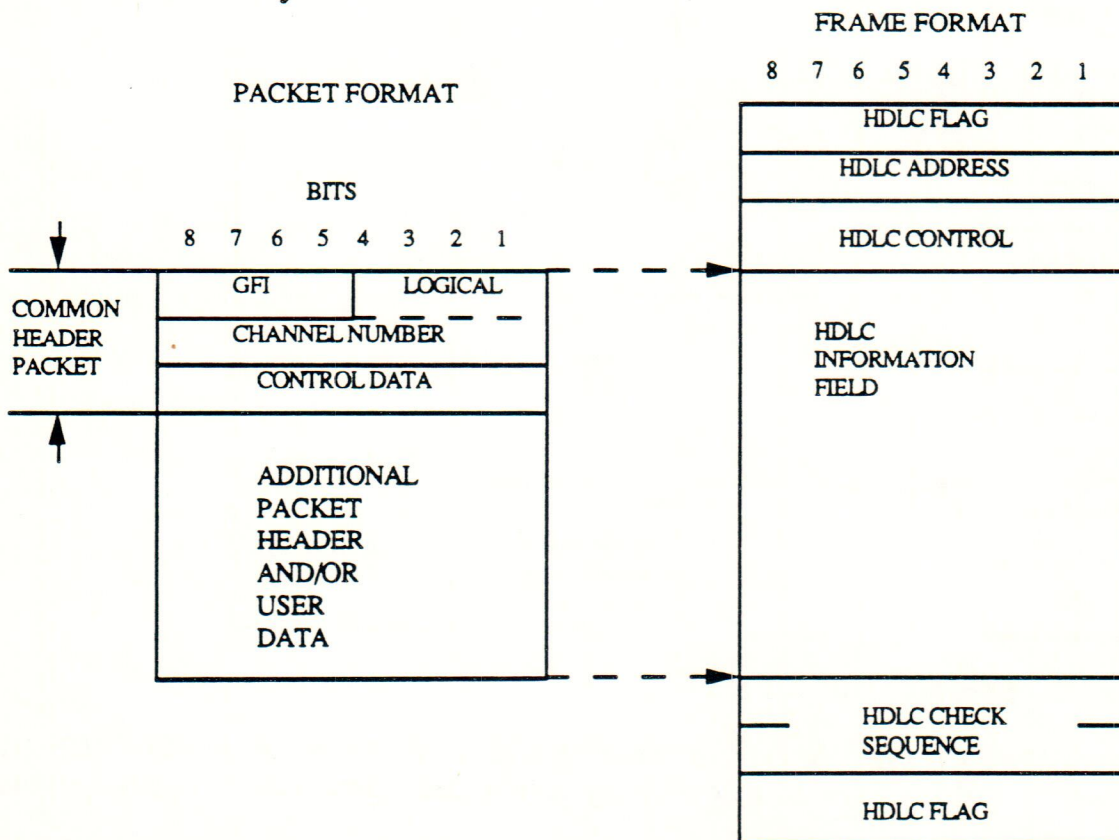 FRAME FORMAT
8 7 6 5 4 3 2 1
HDLC FLAG
HDLC ADDRESS
HDLC CONTROL
HDLC
INFORMATION
FIELD
HDLC CHECK
SEQUENCE
HDLC FLAG
PACKET FORMAT
BITS
8 7 6 5 4 3 2 1
GFI LOGICAL
CHANNEL NUMBER
CONTROL DATA
COMMON
HEADER
PACKET
ADDITIONAL
PACKET
HEADER
AND/OR
USER
DATA